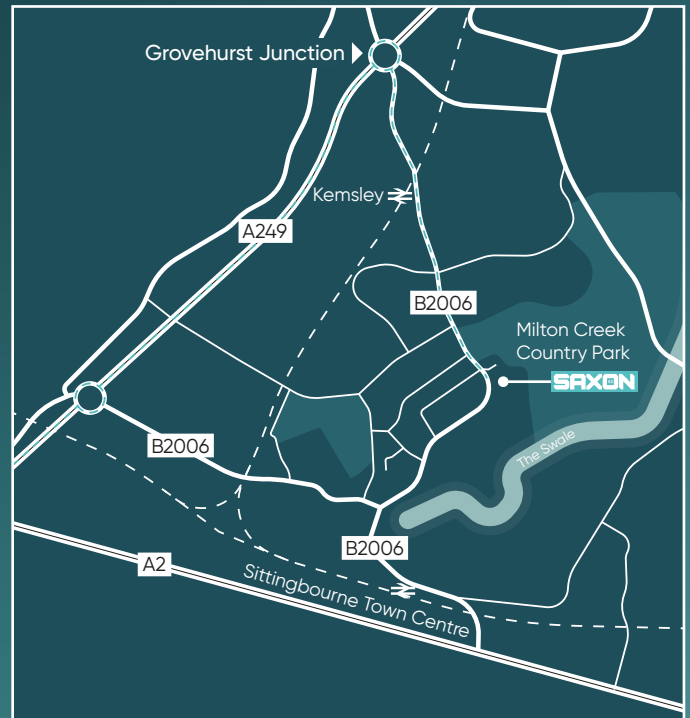 Grovehurst Junction
Kemsley
A249
B2006
Milton Creek
Country Park
SAXON
B2006
The Swale
B2006
A2
Sittingbourne Town Centre